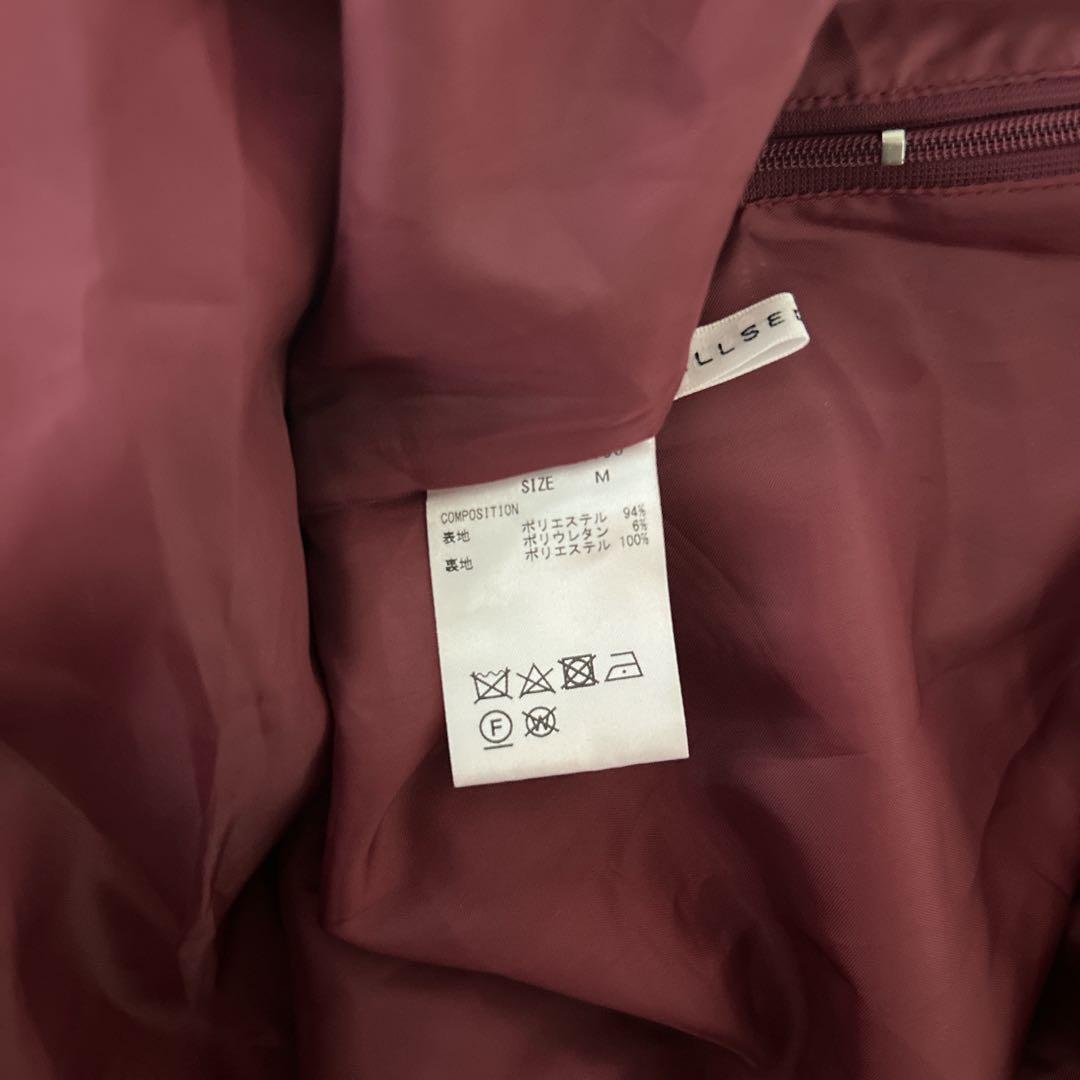 LLSE
SIZE M
COMPOSITION
表地 ポリエステル 94%
ポリウレタン 6%
裏地 ポリエステル 100%
F W